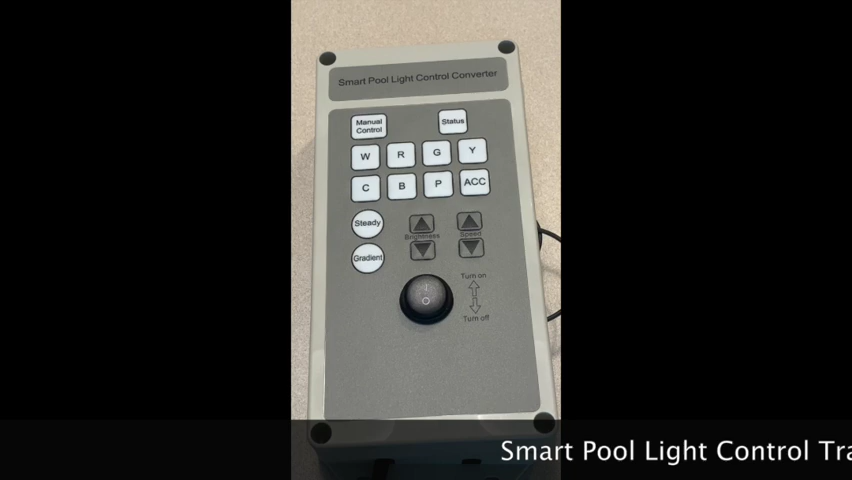 Smart Pool Light Control Converter
Manual
Control
Status
W R G Y
C B P ACC
Steady
Brightness Speed
Gradient
Turn on
I
O
Turn off
Smart Pool Light Control Tra